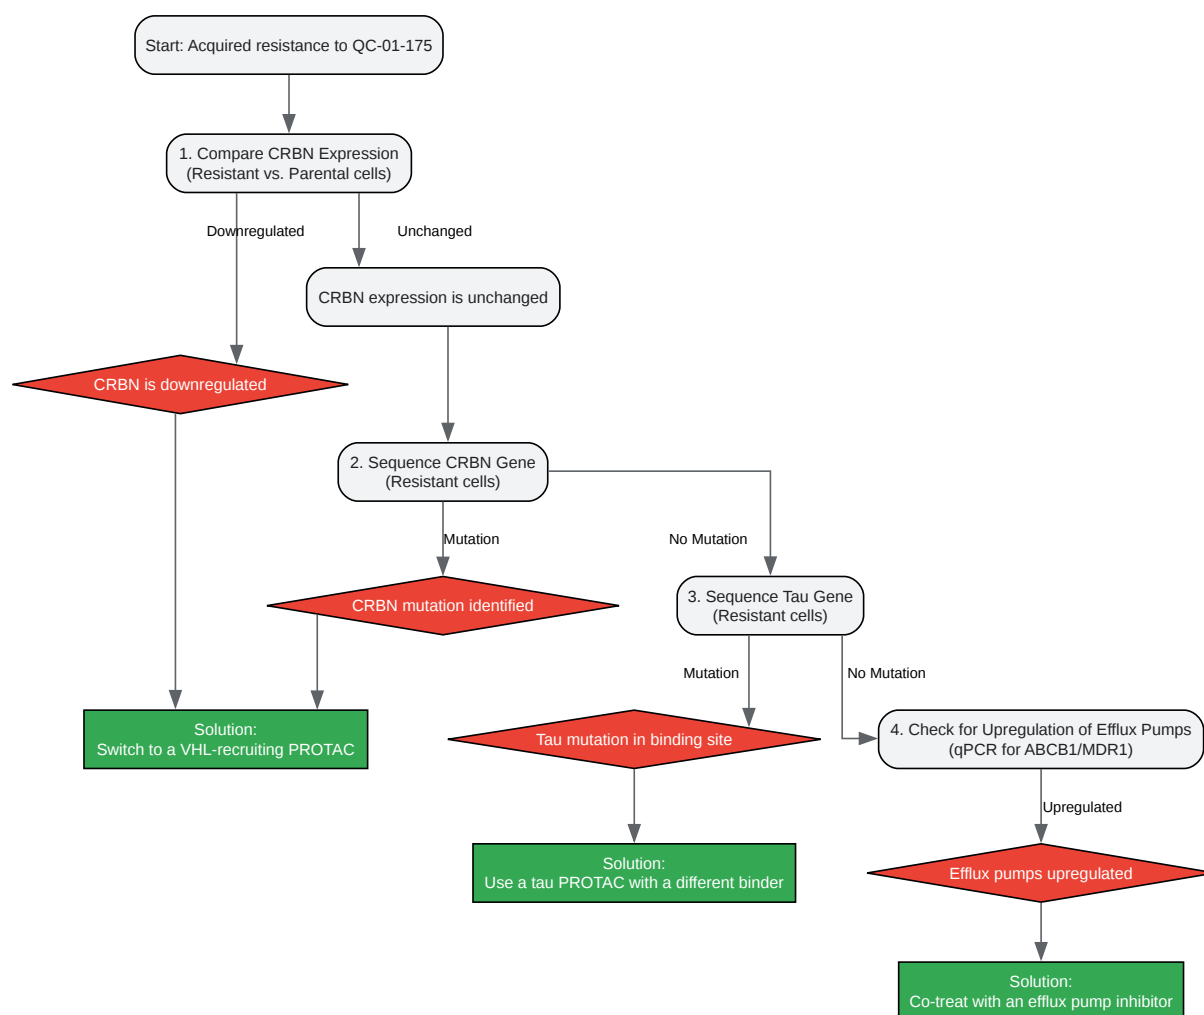 Start: Acquired resistance to QC-01-175
1. Compare CRBN Expression
(Resistant vs. Parental cells)
Downregulated
Unchanged
CRBN expression is unchanged
CRBN is downregulated
2. Sequence CRBN Gene
(Resistant cells)
Mutation
No Mutation
CRBN mutation identified
3. Sequence Tau Gene
(Resistant cells)
Mutation
No Mutation
Solution:
Switch to a VHL-recruiting PROTAC
Tau mutation in binding site
4. Check for Upregulation of Efflux Pumps
(qPCR for ABCB1/MDR1)
Upregulated
Solution:
Use a tau PROTAC with a different binder
Efflux pumps upregulated
Solution:
Co-treat with an efflux pump inhibitor